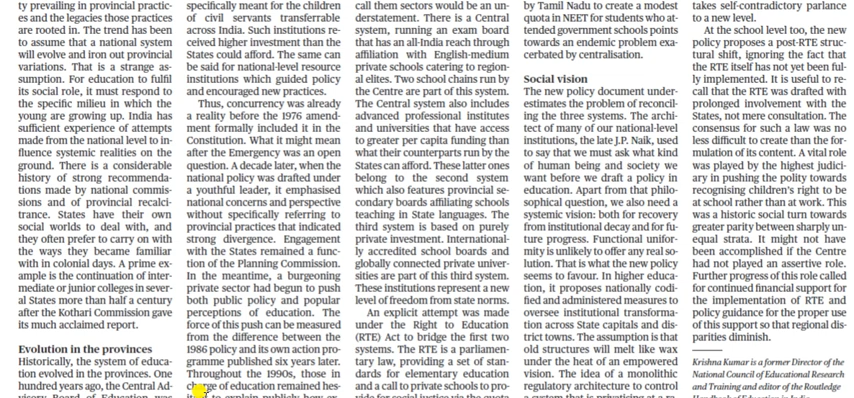 ty prevailing in provincial practic-
es and the legacies those practices
are rooted in. The trend has been
to assume that a national system
will evolve and iron out provincial
variations. That is a strange as-
sumption. For education to fulfil
its social role, it must respond to
the specific milieu in which the
young are growing up. India has
sufficient experience of attempts
made from the national level to in-
fluence systemic realities on the
ground. There is a considerable
history of strong recommenda-
tions made by national commis-
sions and of provincial recalci-
trance. States have their own
social worlds to deal with, and
they often prefer to carry on with
the ways they became familiar
with in colonial days. A prime ex-
ample is the continuation of inter-
mediate or junior colleges in sever-
al States more than half a century
after the Kothari Commission gave
its much acclaimed report.
Evolution in the provinces
Historically, the system of educa-
tion evolved in the provinces. One
hundred years ago, the Central Ad-
visory Board of Education was
specifically meant for the children
of civil servants transferrable
across India. Such institutions re-
ceived higher investment than the
States could afford. The same can
be said for national-level resource
institutions which guided policy
and encouraged new practices.
Thus, concurrency was already
a reality before the 1976 amend-
ment formally included it in the
Constitution. What it might mean
after the Emergency was an open
question. A decade later, when the
national policy was drafted under
a youthful leader, it emphasised
national concerns and perspective
without specifically referring to
provincial practices that indicated
strong divergence. Engagement
with the States remained a func-
tion of the Planning Commission.
In the meantime, a burgeoning
private sector had begun to push
both public policy and popular
perceptions of education. The
force of this push can be measured
from the difference between the
1986 policy and its own action pro-
gramme published six years later.
Throughout the 1990s, those in
charge of education remained hes-
to explain publicly how
call them sectors would be an un-
derstatement. There is a Central
system, running an exam board
that has an all-India reach through
affiliation with English-medium
private schools catering to region-
al elites. Two school chains run by
the Centre are part of this system.
The Central system also includes
advanced professional institutes
and universities that have access
to greater per capita funding than
what their counterparts run by the
States can afford. These latter ones
belong to the second system
which also features provincial se-
condary boards affiliating schools
teaching in State languages. The
third system is based on purely
private investment. International-
ly accredited school boards and
globally connected private univer-
sities are part of this third system.
These institutions represent a new
level of freedom from state norms.
An explicit attempt was made
under the Right to Education
(RTE) Act to bridge the first two
systems. The RTE is a parliamen-
tary law, providing a set of stan-
dards for elementary education
and a call to private schools to pro-
vide for social justice via the quota
by Tamil Nadu to create a modest
quota in NEET for students who at-
tended government schools points
towards an endemic problem exa-
cerbated by centralisation.
Social vision
The new policy document under-
estimates the problem of reconcil-
ing the three systems. The archi-
tect of many of our national-level
institutions, the late J.P. Naik, used
to say that we must ask what kind
of human being and society we
want before we draft a policy in
education. Apart from that philo-
sophical question, we also need a
systemic vision: both for recovery
from institutional decay and for fu-
ture progress. Functional unifor-
mity is unlikely to offer any real so-
lution. That is what the new policy
seems to favour. In higher educa-
tion, it proposes nationally codi-
fied and administered measures to
oversee institutional transforma-
tion across State capitals and dis-
trict towns. The assumption is that
old structures will melt like wax
under the heat of an empowered
vision. The idea of a monolithic
regulatory architecture to control
a system that is privatising at a ra-
takes self-contradictory parlance
to a new level.
At the school level too, the new
policy proposes a post-RTE struc-
tural shift, ignoring the fact that
the RTE itself has not yet been ful-
ly implemented. It is useful to re-
call that the RTE was drafted with
prolonged involvement with the
States, not mere consultation. The
consensus for such a law was no
less difficult to create than the for-
mulation of its content. A vital role
was played by the highest judici-
ary in pushing the polity towards
recognising children's right to be
at school rather than at work. This
was a historic social turn towards
greater parity between sharply un-
equal strata. It might not have
been accomplished if the Centre
had not played an assertive role.
Further progress of this role called
for continued financial support for
the implementation of RTE and
policy guidance for the proper use
of this support so that regional dis-
parities diminish.
Krishna Kumar is a former Director of the
National Council of Educational Research
and Training and editor of the Routledge
Handbook of Education in India